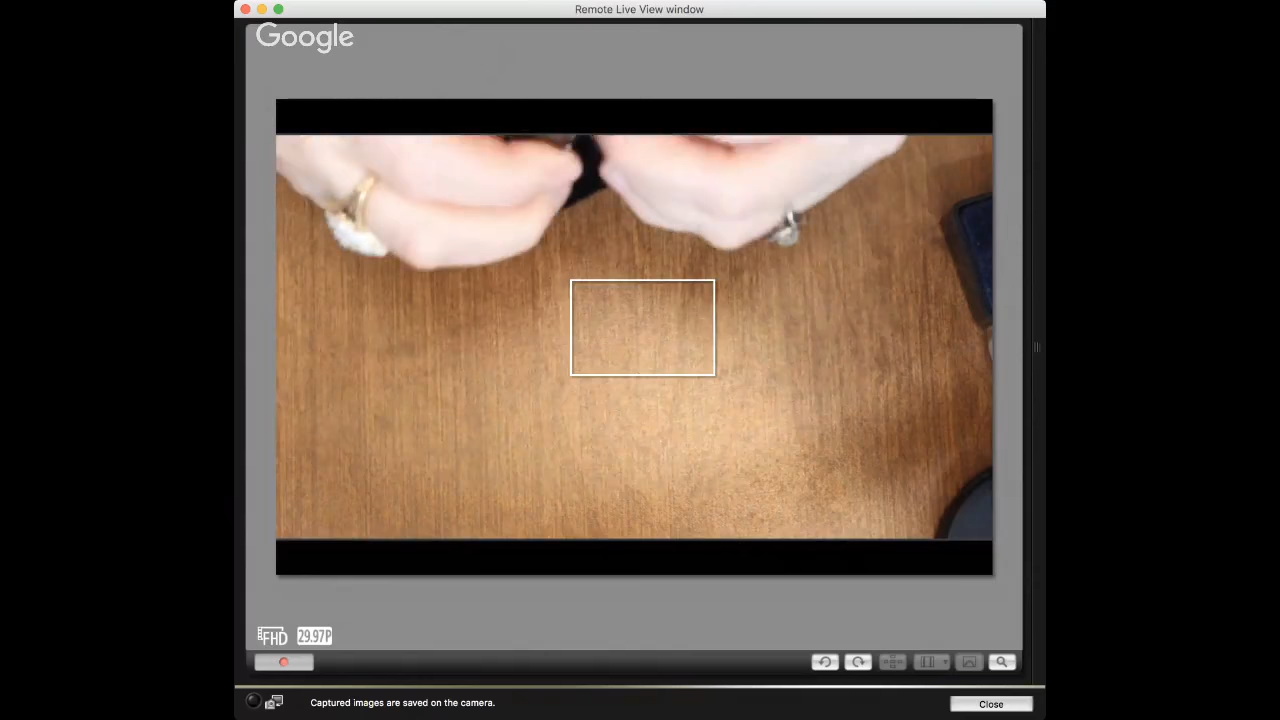 Remote Live View window
Google
FHD
29.97P
Captured images are saved on the camera.
Close